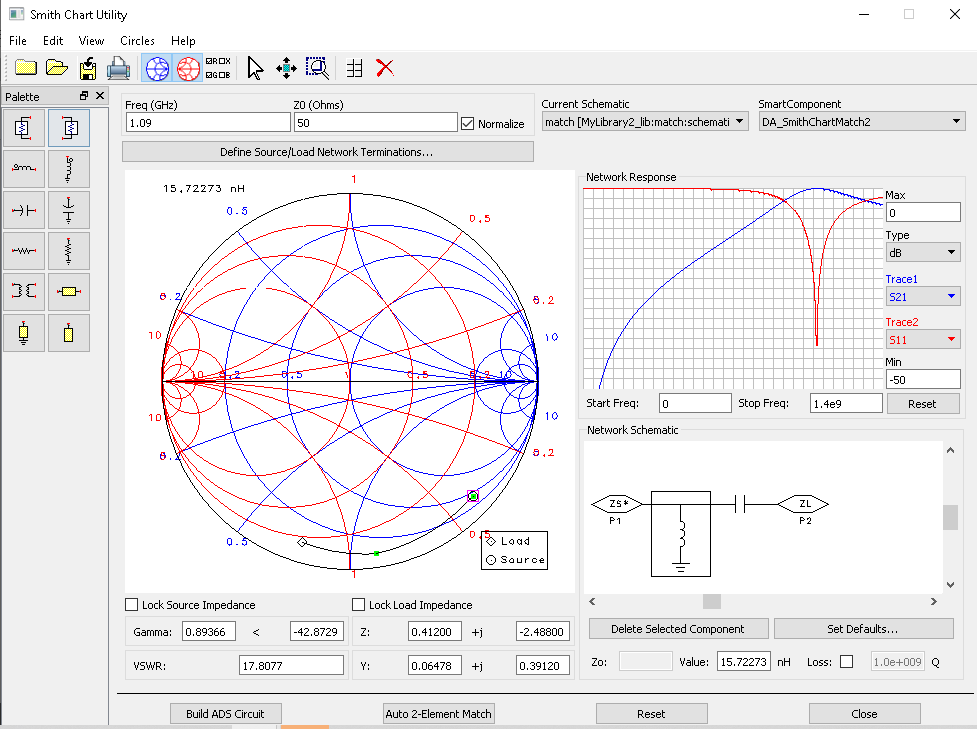 Smith Chart Utility
File Edit View Circles Help
Palette
Freq (GHz)
Z0 (Ohms)
1.09
50
Normalize
Current Schematic
match [MyLibrary2_lib:match:schemati
SmartComponent
DA_SmithChartMatch2
Define Source/Load Network Terminations...
15.72273 nH
1
0.5
0.5
0.2
0.2
10
10
10
0.2
0.5
1
0.5
0.2
10
10
10
0.2
0.2
0.5
0.5
1
Load
Source
Network Response
Max
0
Type
dB
Trace1
S21
Trace2
S11
Min
-50
Start Freq:
0
Stop Freq:
1.4e9
Reset
Network Schematic
ZS*
P1
ZL
P2
Lock Source Impedance
Lock Load Impedance
Gamma: 0.89366 < -42.8729
Z: 0.41200 +j -2.48800
VSWR: 17.8077
Y: 0.06478 +j 0.39120
Delete Selected Component
Set Defaults...
Zo:
Value: 15.72273 nH
Loss:
1.0e+009 Q
Build ADS Circuit
Auto 2-Element Match
Reset
Close